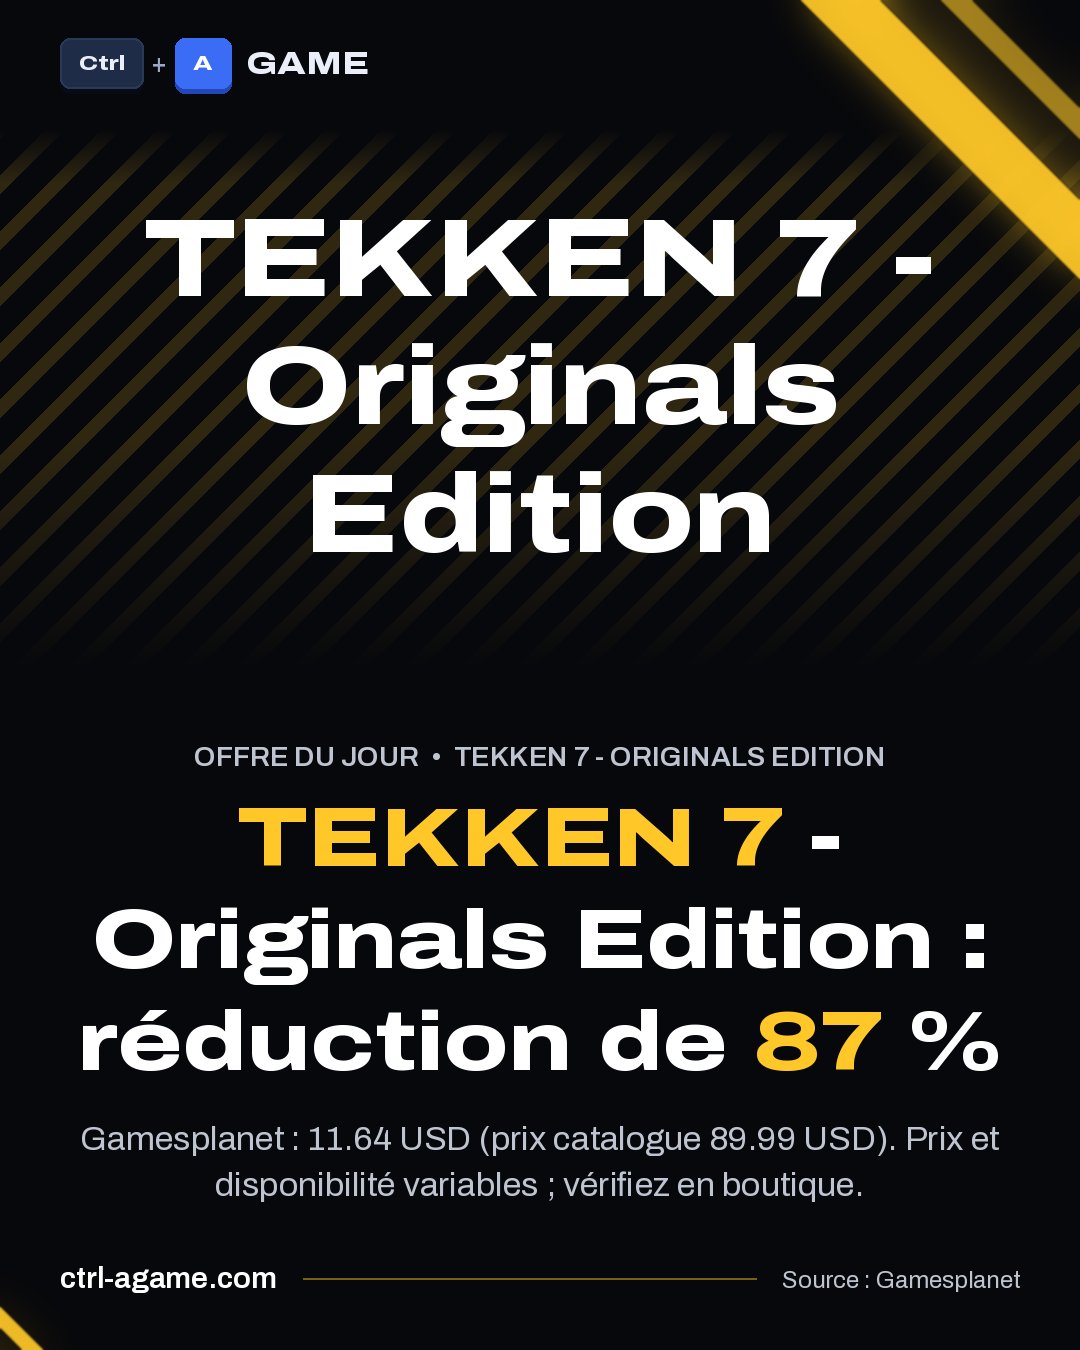 Ctrl + A GAME
TEKKEN 7 -
Originals
Edition
OFFRE DU JOUR • TEKKEN 7 - ORIGINALS EDITION
TEKKEN 7 -
Originals Edition :
réduction de 87 %
Gamesplanet : 11.64 USD (prix catalogue 89.99 USD). Prix et
disponibilité variables ; vérifiez en boutique.
ctrl-agame.com
Source : Gamesplanet